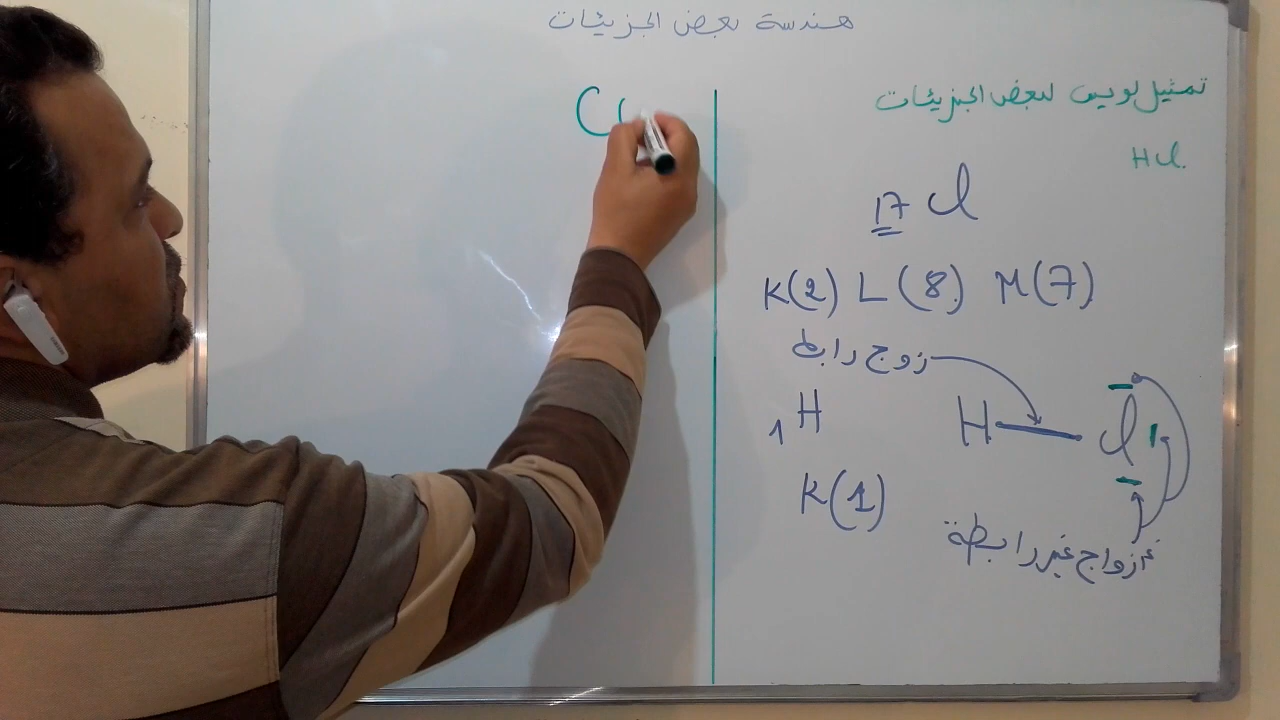 هندسة بعض الجزيئات
تمثيل لويس لبعض الجزيئات
HCl
17 Cl
K(2) L(8) M(7)
زوج رابط
1 H
H Cl
K(1)
أزواج غير رابطة
C